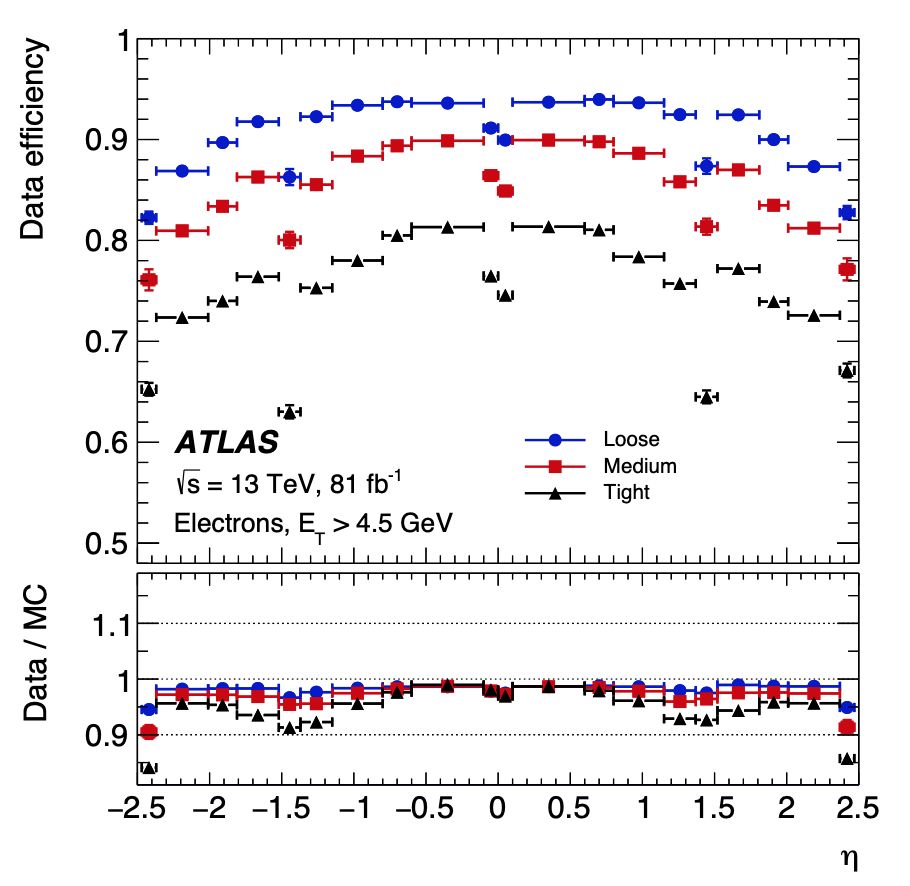 Data efficiency
1
0.9
0.8
0.7
0.6
0.5
ATLAS
√s = 13 TeV, 81 fb⁻¹
Electrons, E_T > 4.5 GeV
Loose
Medium
Tight
Data / MC
1.1
1
0.9
−2.5 −2 −1.5 −1 −0.5 0 0.5 1 1.5 2 2.5
η